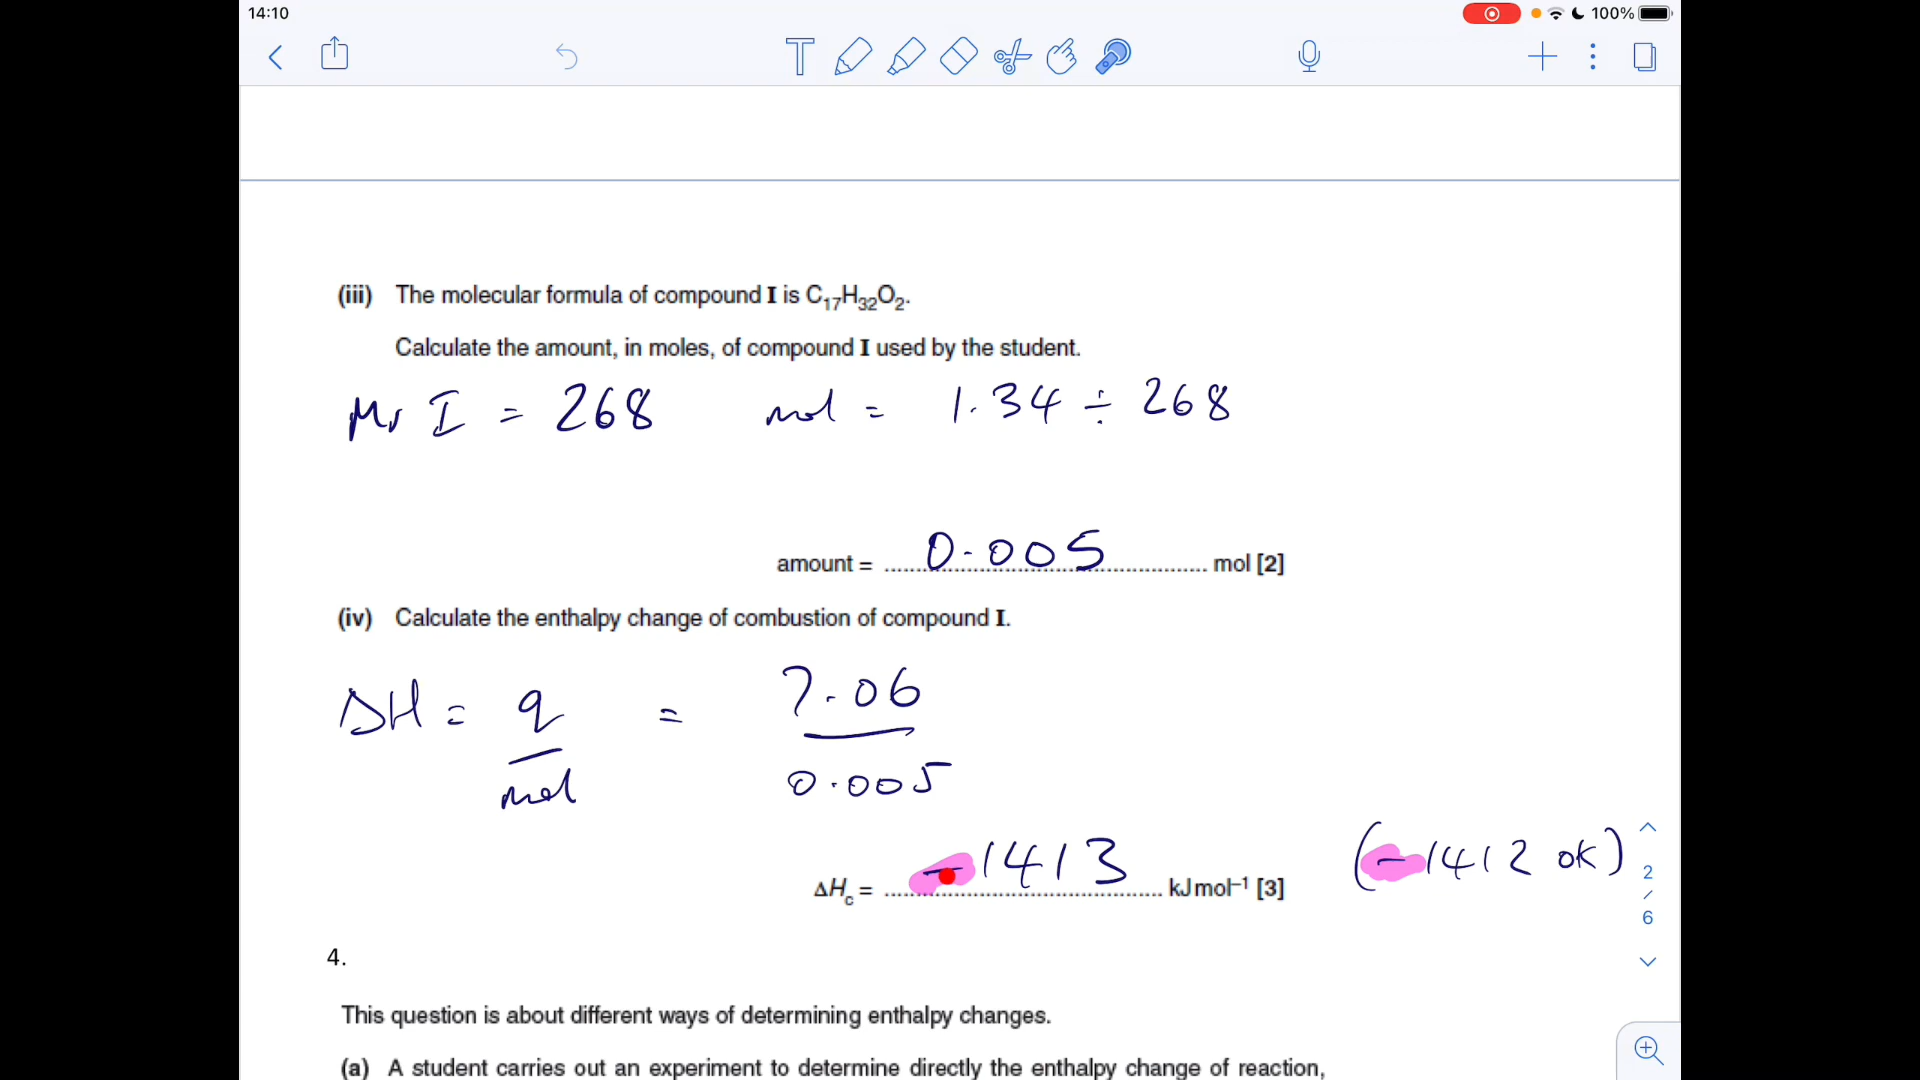 14:10 100%
(iii) The molecular formula of compound I is C₁₇H₃₂O₂.
Calculate the amount, in moles, of compound I used by the student.
Mr I = 268 mol = 1.34 ÷ 268
amount = 0.005 mol [2]
(iv) Calculate the enthalpy change of combustion of compound I.
ΔH = q = 7.06
mol 0.005
ΔHc = -1413 kJ mol⁻¹ [3] (-1412 ok)
2
/
6
4.
This question is about different ways of determining enthalpy changes.
(a) A student carries out an experiment to determine directly the enthalpy change of reaction,